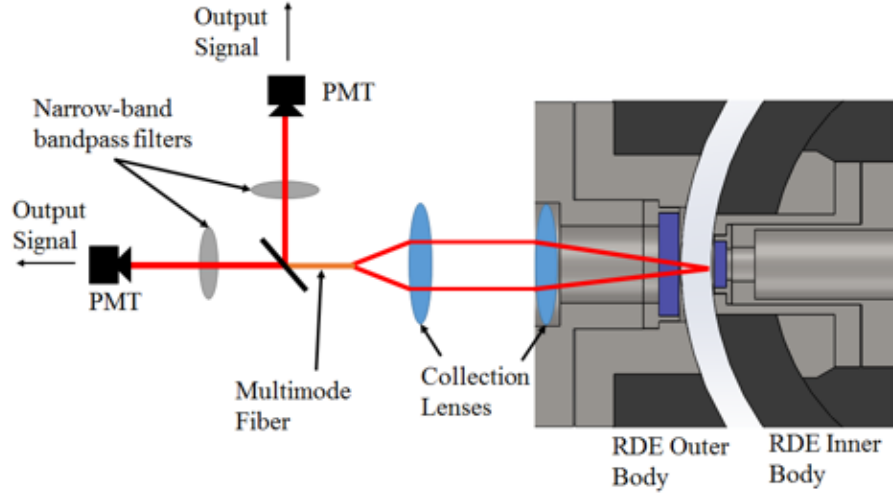 Output
Signal
PMT
Narrow-band
bandpass filters
Output
Signal
PMT
Multimode
Fiber
Collection
Lenses
RDE Outer
Body
RDE Inner
Body